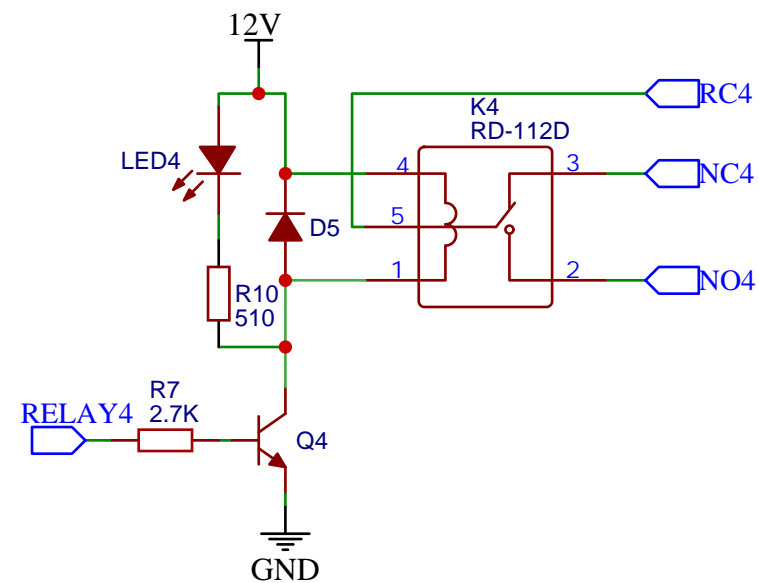 12V
RC4
K4
RD-112D
LED4
4
3
NC4
5
D5
1
2
NO4
R10
510
R7
2.7K
RELAY4
Q4
GND